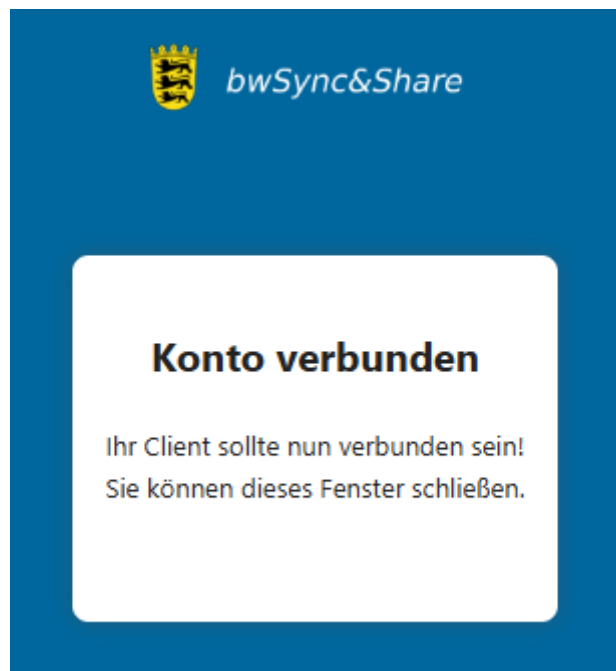 bwSync&Share
Konto verbunden
Ihr Client sollte nun verbunden sein!
Sie können dieses Fenster schließen.